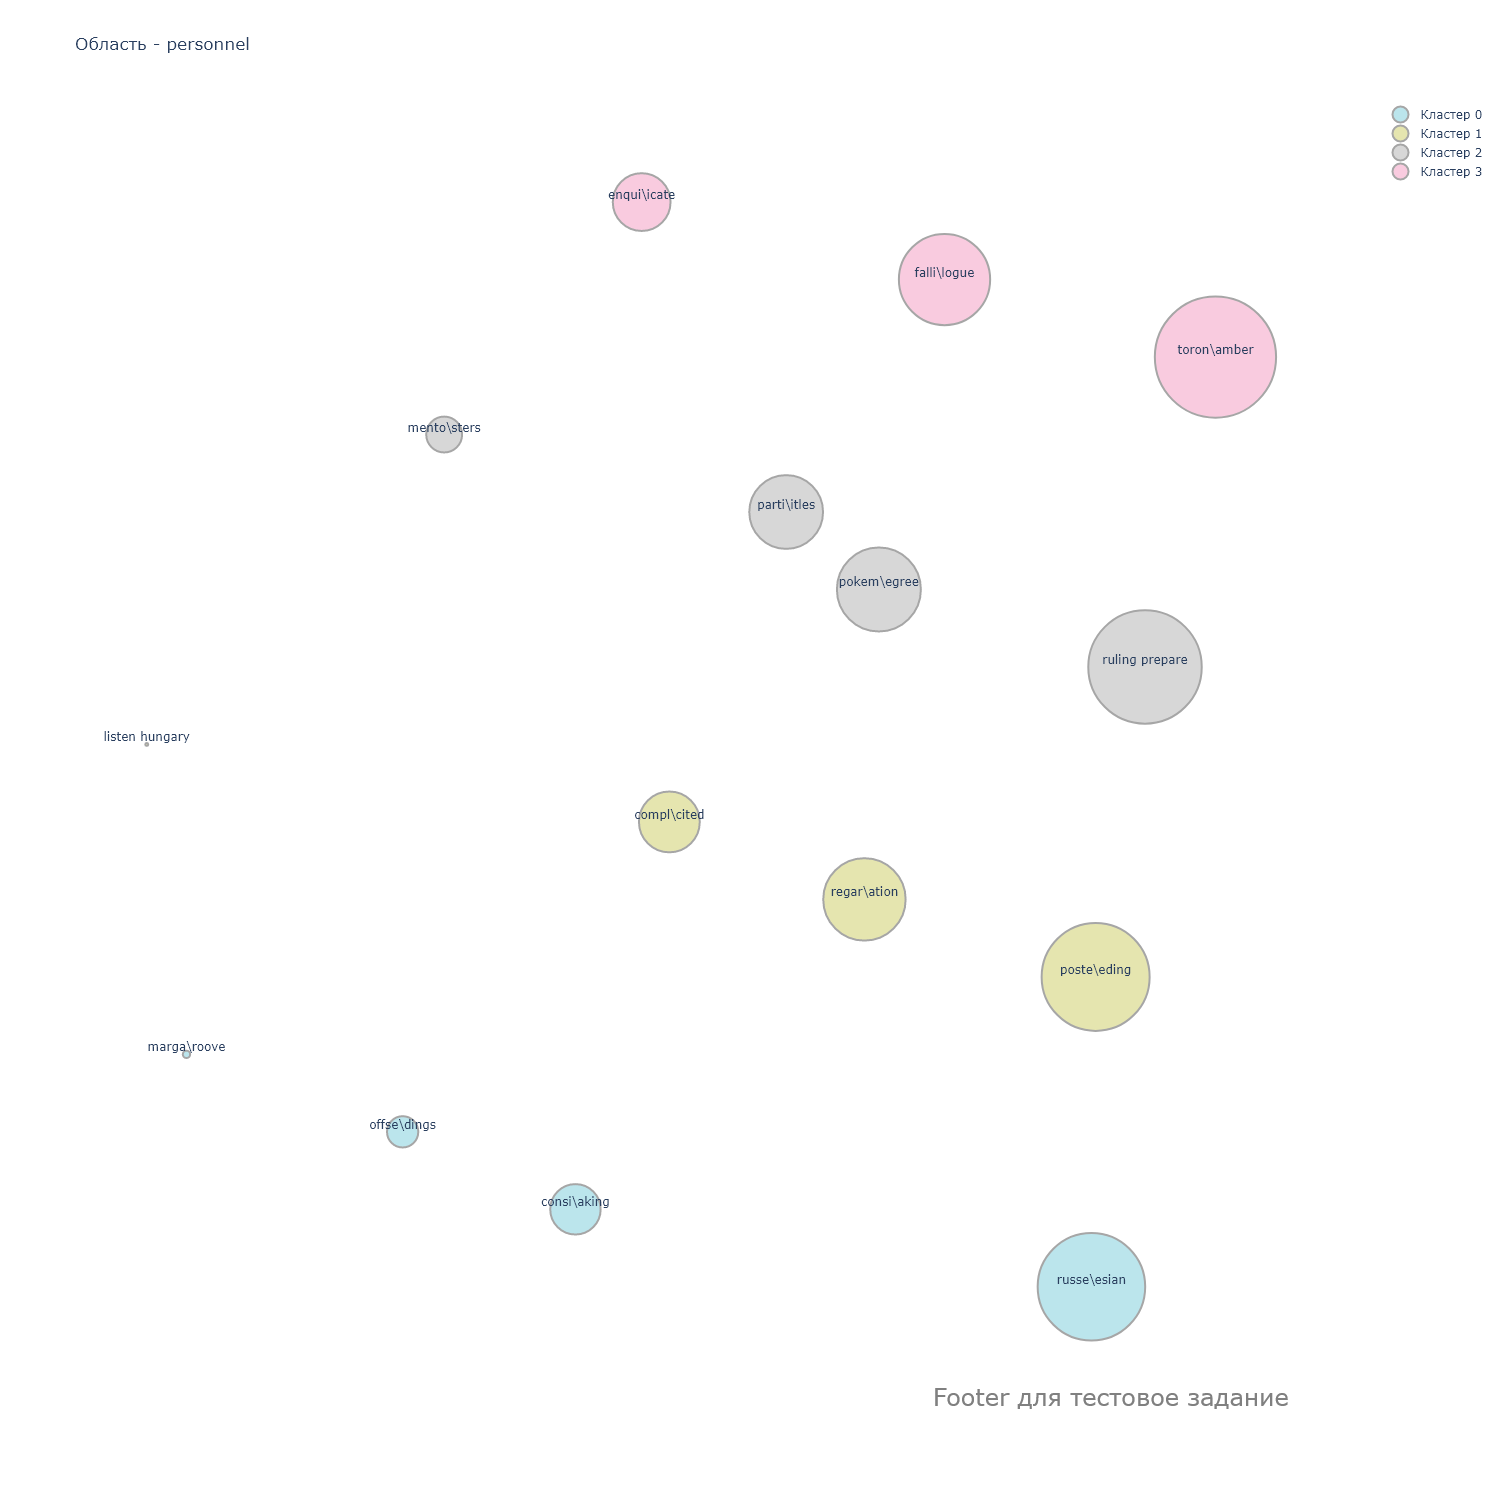 Область - personnel
Кластер 0
Кластер 1
Кластер 2
Кластер 3
enqui\icate
falli\logue
toron\amber
mento\sters
parti\itles
pokem\egree
ruling prepare
listen hungary
compl\cited
regar\ation
poste\eding
marga\roove
offse\dings
consi\aking
russe\esian
Footer для тестовое задание